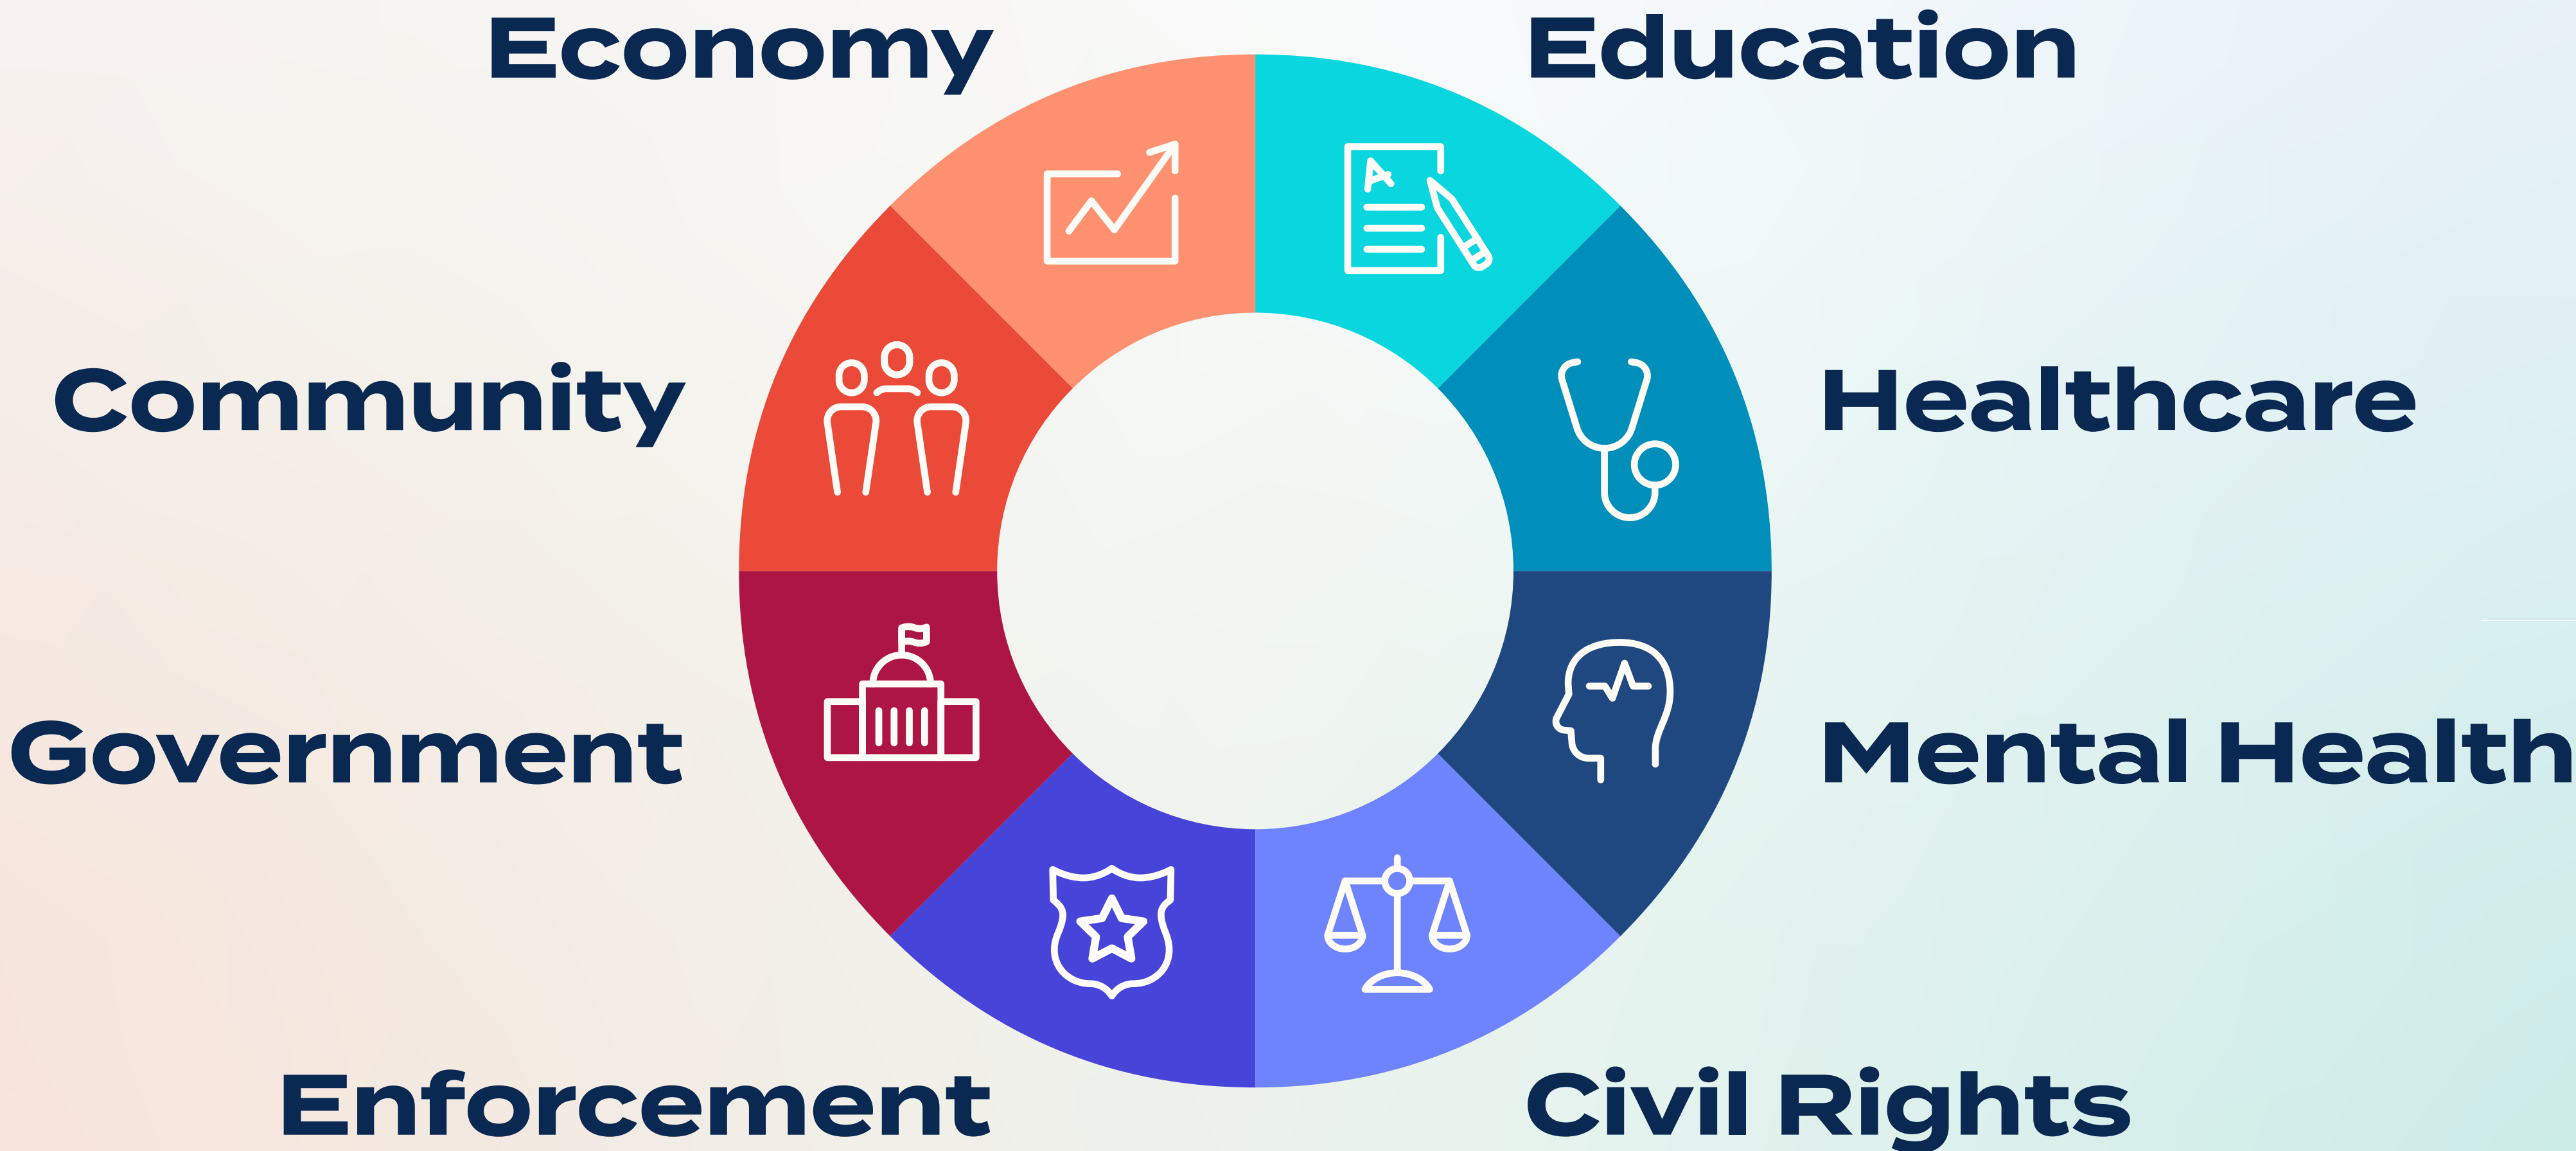 Economy
Education
Community
Healthcare
Government
Mental Health
Enforcement
Civil Rights
A